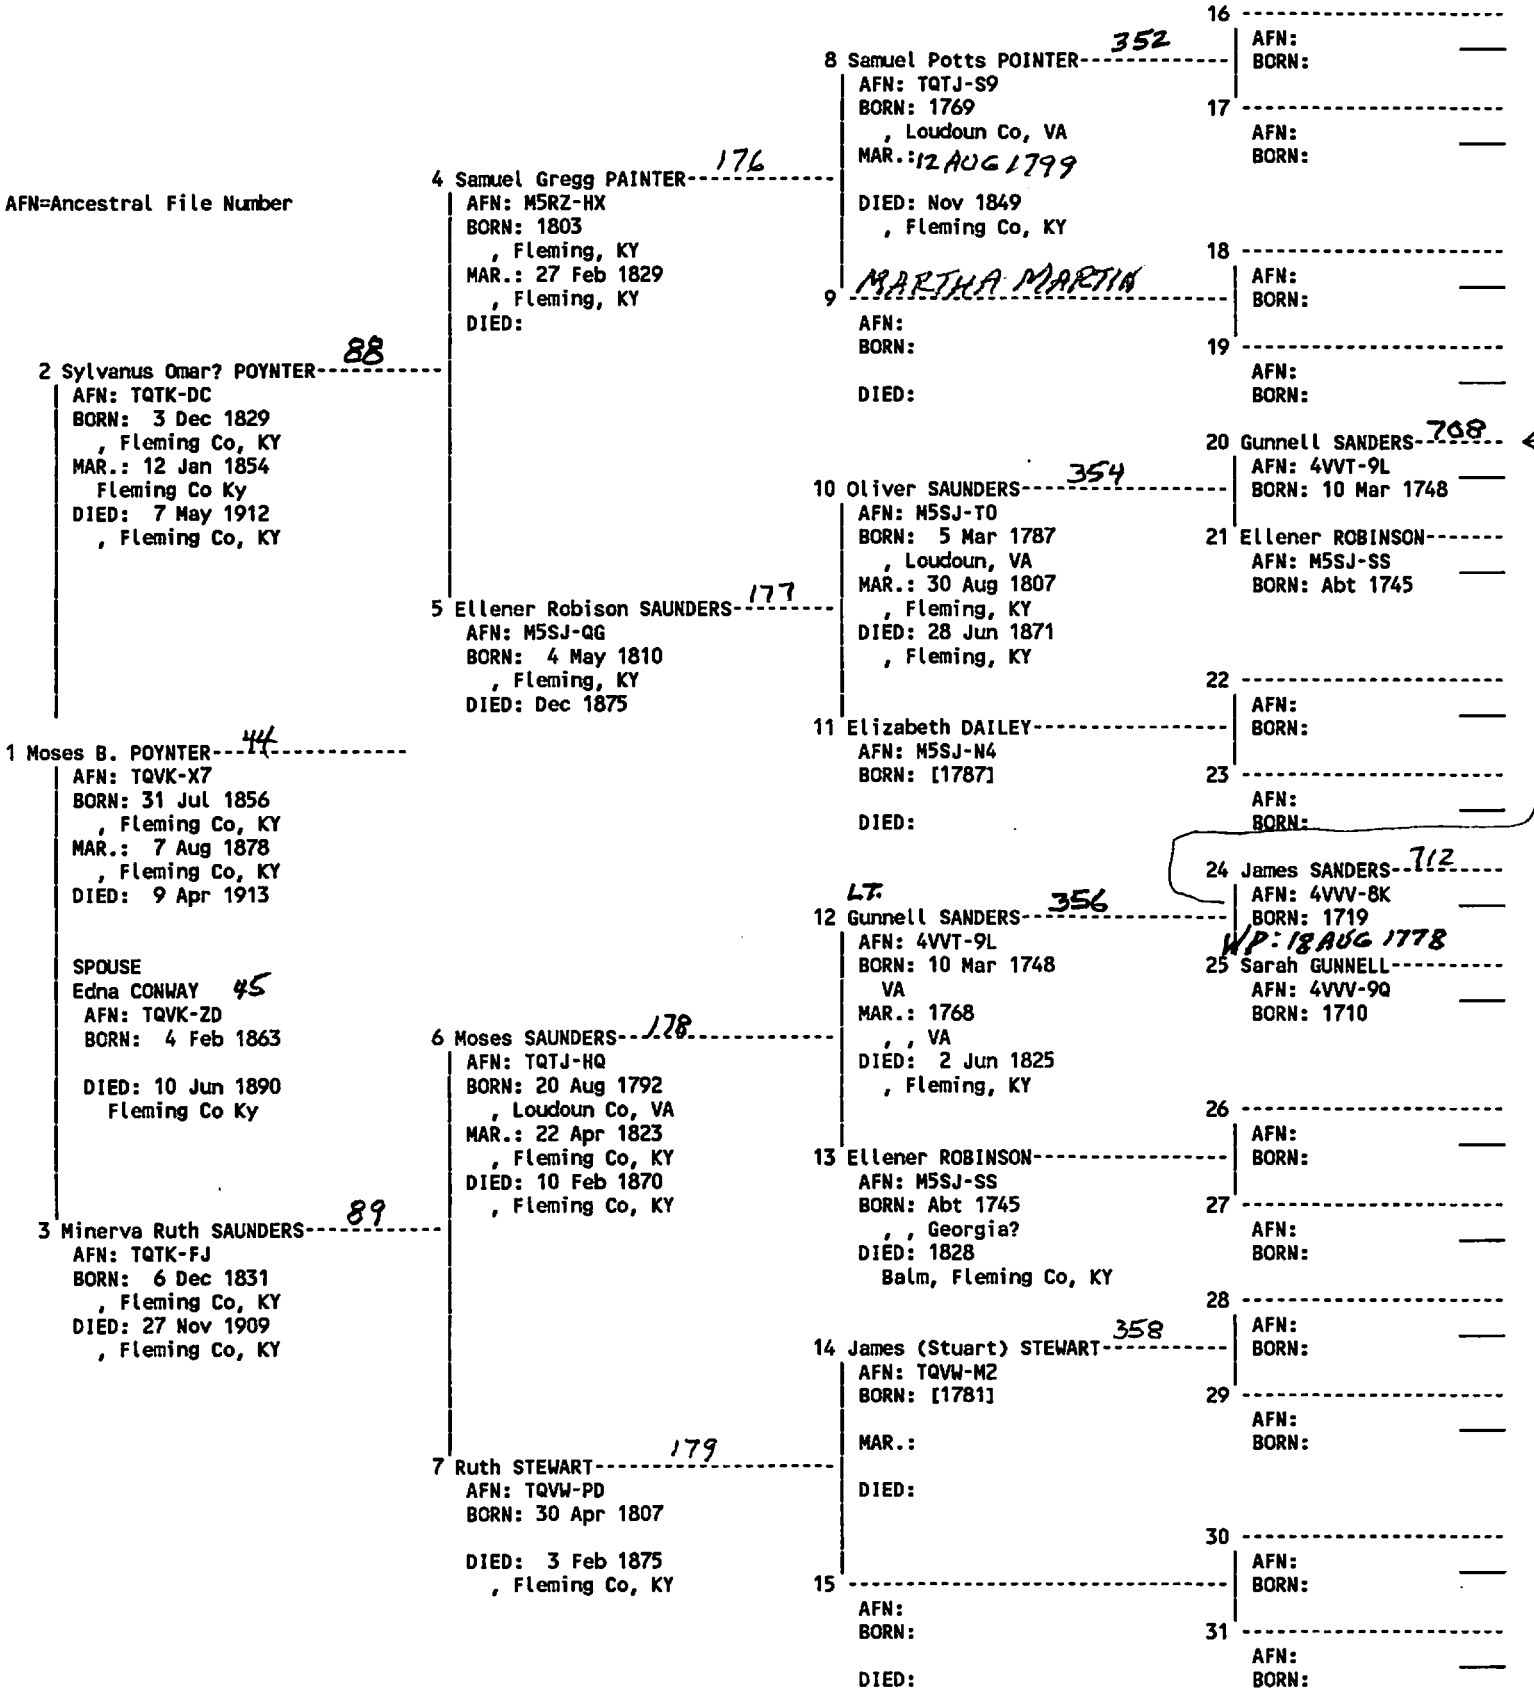 AFN=Ancestral File Number
1 Moses B. POYNTER 44
AFN: TQVK-X7
BORN: 31 Jul 1856
, Fleming Co, KY
MAR.: 7 Aug 1878
, Fleming Co, KY
DIED: 9 Apr 1913
SPOUSE
Edna CONWAY 45
AFN: TQVK-ZD
BORN: 4 Feb 1863
DIED: 10 Jun 1890
Fleming Co Ky
2 Sylvanus Omar? POYNTER 88
AFN: TQTK-DC
BORN: 3 Dec 1829
, Fleming Co, KY
MAR.: 12 Jan 1854
Fleming Co Ky
DIED: 7 May 1912
, Fleming Co, KY
3 Minerva Ruth SAUNDERS 89
AFN: TQTK-FJ
BORN: 6 Dec 1831
, Fleming Co, KY
DIED: 27 Nov 1909
, Fleming Co, KY
4 Samuel Gregg PAINTER 176
AFN: M5RZ-HX
BORN: 1803
, Fleming, KY
MAR.: 27 Feb 1829
, Fleming, KY
DIED:
5 Ellener Robison SAUNDERS 177
AFN: M5SJ-QG
BORN: 4 May 1810
, Fleming, KY
DIED: Dec 1875
6 Moses SAUNDERS 178
AFN: TQTJ-HQ
BORN: 20 Aug 1792
, Loudoun Co, VA
MAR.: 22 Apr 1823
, Fleming Co, KY
DIED: 10 Feb 1870
, Fleming Co, KY
7 Ruth STEWART 179
AFN: TQVW-PD
BORN: 30 Apr 1807
DIED: 3 Feb 1875
, Fleming Co, KY
8 Samuel Potts POINTER 352
AFN: TQTJ-S9
BORN: 1769
, Loudoun Co, VA
MAR.: 12 AUG 1799
DIED: Nov 1849
, Fleming Co, KY
9 MARTHA MARTIN
AFN:
BORN:
DIED:
10 Oliver SAUNDERS 354
AFN: M5SJ-T0
BORN: 5 Mar 1787
, Loudoun, VA
MAR.: 30 Aug 1807
, Fleming, KY
DIED: 28 Jun 1871
, Fleming, KY
11 Elizabeth DAILEY
AFN: M5SJ-N4
BORN: [1787]
DIED:
LT.
12 Gunnell SANDERS 356
AFN: 4VVT-9L
BORN: 10 Mar 1748
VA
MAR.: 1768
, , VA
DIED: 2 Jun 1825
, Fleming, KY
13 Ellener ROBINSON
AFN: M5SJ-SS
BORN: Abt 1745
, , Georgia?
DIED: 1828
Balm, Fleming Co, KY
14 James (Stuart) STEWART 358
AFN: TQVW-M2
BORN: [1781]
MAR.:
DIED:
15
AFN:
BORN:
DIED:
16
AFN:
BORN:
17
AFN:
BORN:
18
AFN:
BORN:
19
AFN:
BORN:
20 Gunnell SANDERS 708
AFN: 4VVT-9L
BORN: 10 Mar 1748
21 Ellener ROBINSON
AFN: M5SJ-SS
BORN: Abt 1745
22
AFN:
BORN:
23
AFN:
BORN:
24 James SANDERS 712
AFN: 4VVV-8K
BORN: 1719
WP: 18 AUG 1778
25 Sarah GUNNELL
AFN: 4VVV-9Q
BORN: 1710
26
AFN:
BORN:
27
AFN:
BORN:
28
AFN:
BORN:
29
AFN:
BORN:
30
AFN:
BORN:
31
AFN:
BORN: